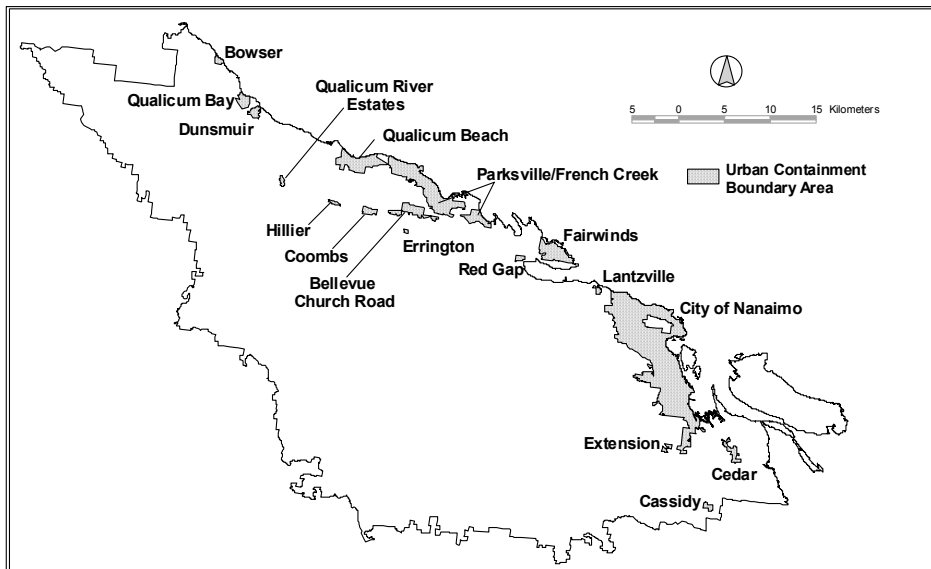 Bowser
Qualicum Bay
Dunsmuir
Qualicum River
Estates
Qualicum Beach
5 0 5 10 15 Kilometers
Parksville/French Creek
Urban Containment
Boundary Area
Hillier
Coombs
Bellevue
Church Road
Errington
Red Gap
Fairwinds
Lantzville
City of Nanaimo
Extension
Cedar
Cassidy